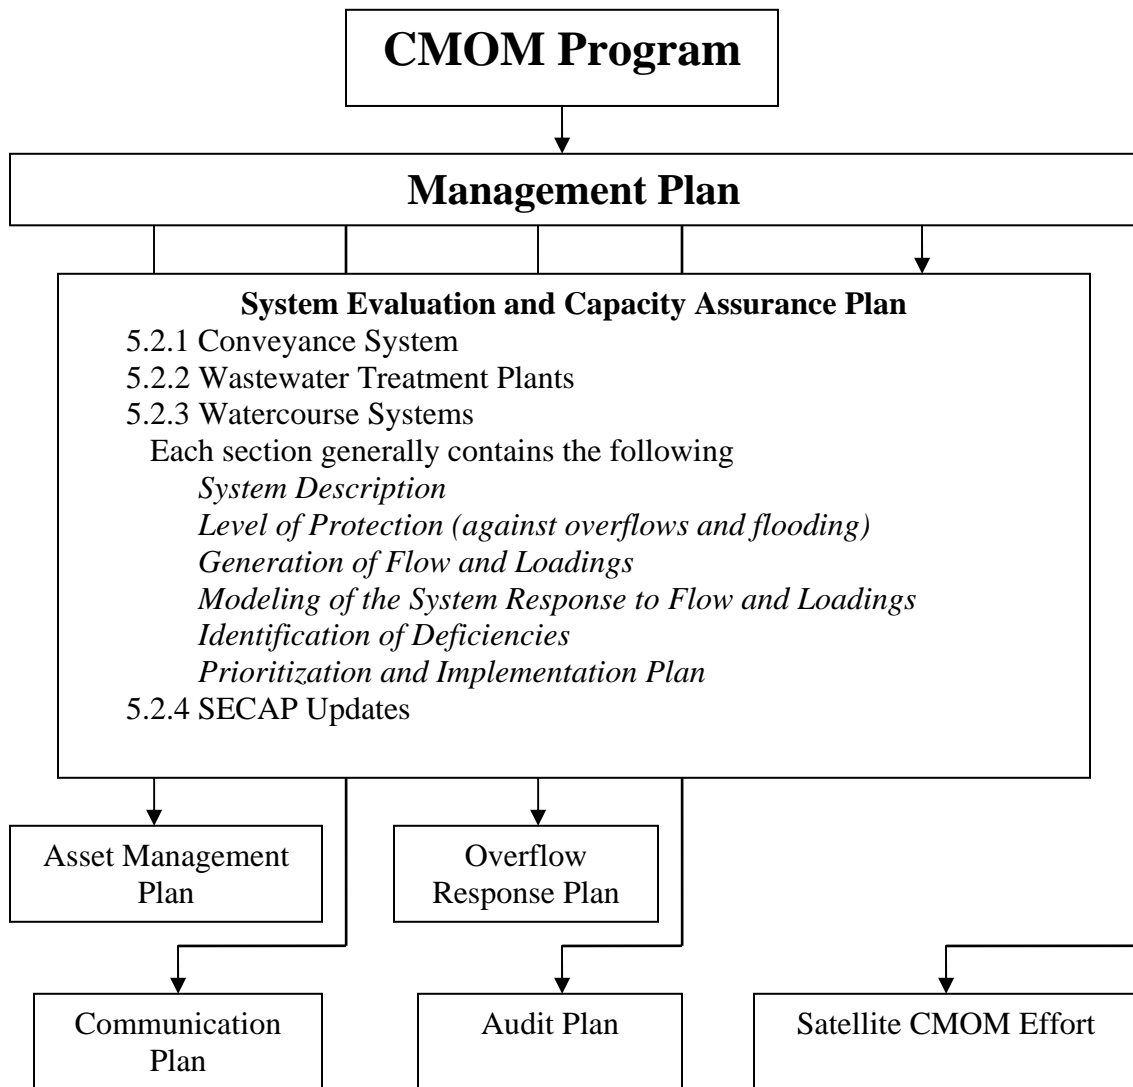 CMOM Program
Management Plan
System Evaluation and Capacity Assurance Plan
5.2.1 Conveyance System
5.2.2 Wastewater Treatment Plants
5.2.3 Watercourse Systems
Each section generally contains the following
System Description
Level of Protection (against overflows and flooding)
Generation of Flow and Loadings
Modeling of the System Response to Flow and Loadings
Identification of Deficiencies
Prioritization and Implementation Plan
5.2.4 SECAP Updates
Asset Management
Plan
Overflow
Response Plan
Communication
Plan
Audit Plan
Satellite CMOM Effort